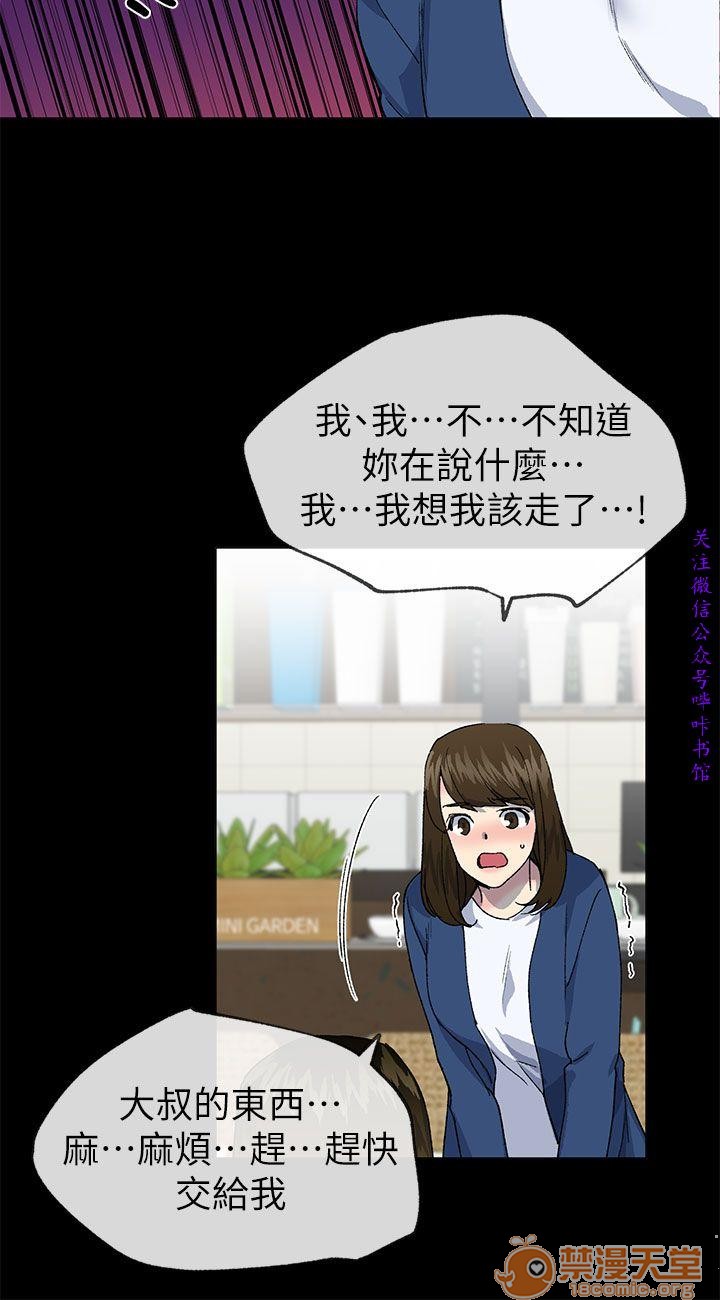 我、我…不…不知道
妳在說什麼…
我…我想我該走了…!
关注微信公众号哔咔书馆
MINI GARDEN
大叔的東西…
麻…麻煩…趕…趕快
交給我
禁漫天堂
18comic.org